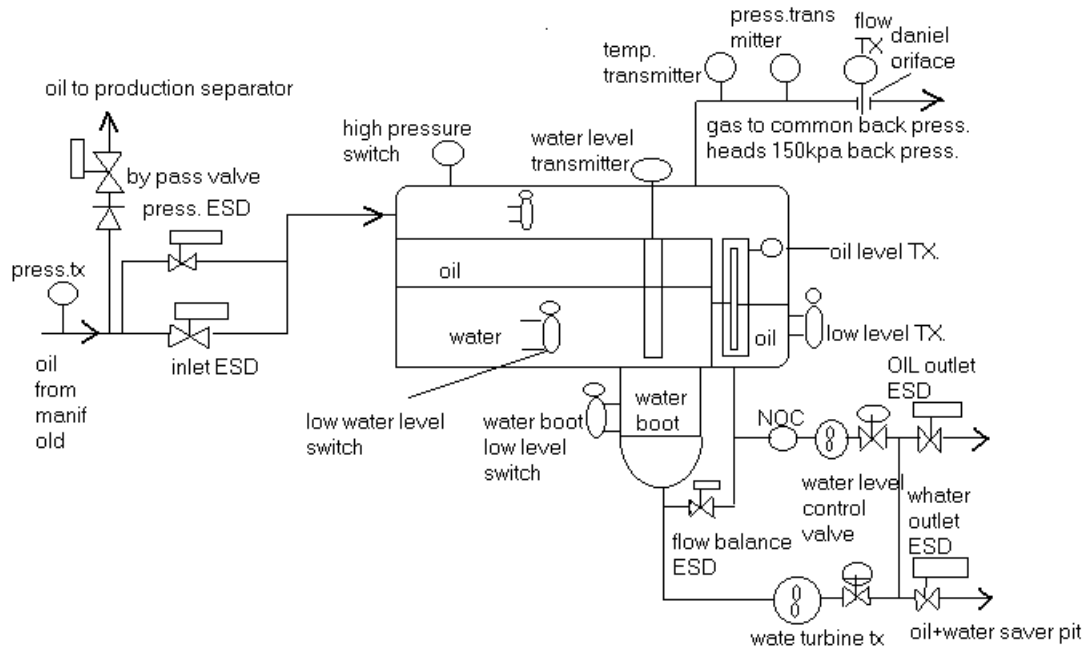 oil to production separator
by pass valve
press. ESD
press.tx
oil
from
manif
old
inlet ESD
high pressure
switch
water level
transmitter
temp.
transmitter
press.trans
mitter
flow
TX
daniel
oriface
gas to common back press.
heads 150kpa back press.
oil
water
oil
oil level TX.
low level TX.
low water level
switch
water boot
low level
switch
water
boot
NOC
OIL outlet
ESD
water level
control
valve
whater
outlet
ESD
flow balance
ESD
wate turbine tx
oil+water saver pit